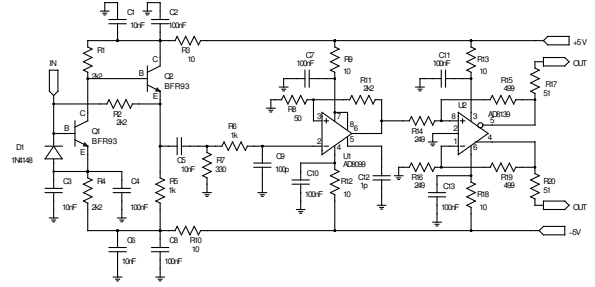 C1
10nF
C2
100nF
R3
10
+5V
R1
2k2
IN
C
B
E
Q2
BFR93
C7
100nF
R9
10
C11
100nF
R13
10
OUT
R17
51
R15
499
R11
2k2
R8
50
R2
2k2
C
B
E
Q1
BFR93
D1
1N4148
3
7
8
6
2
5
4
U1
AD8099
R14
249
U2
AD8139
8
3
5
2
4
1
6
C5
10nF
R6
1k
R7
330
C9
100p
R16
249
R19
499
R20
51
OUT
C3
10nF
R4
2k2
C4
100nF
R5
1k
C10
100nF
R12
10
C12
1p
C13
100nF
R18
10
C6
10nF
C8
100nF
R10
10
-5V